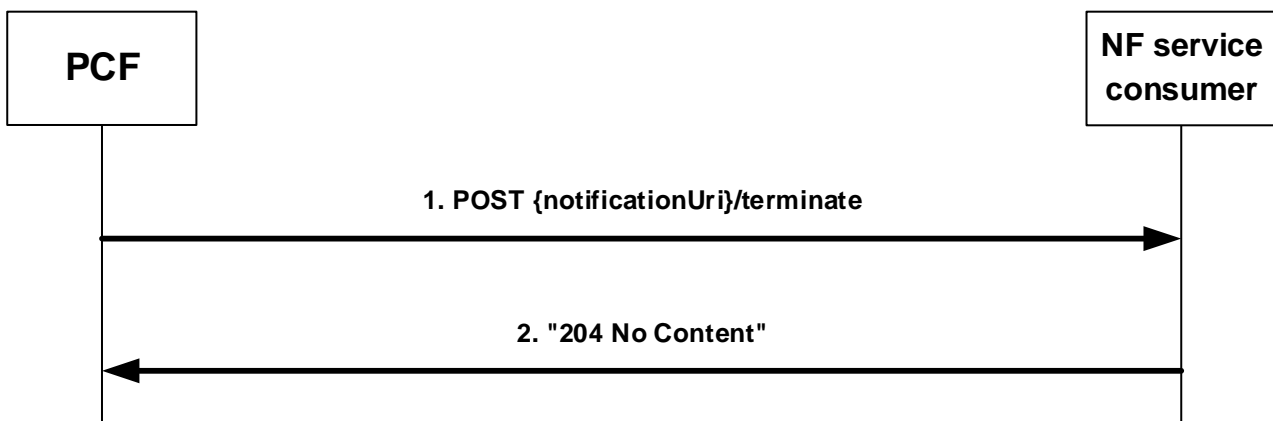 PCF
NF service
consumer
1. POST {notificationUri}/terminate
2. "204 No Content"